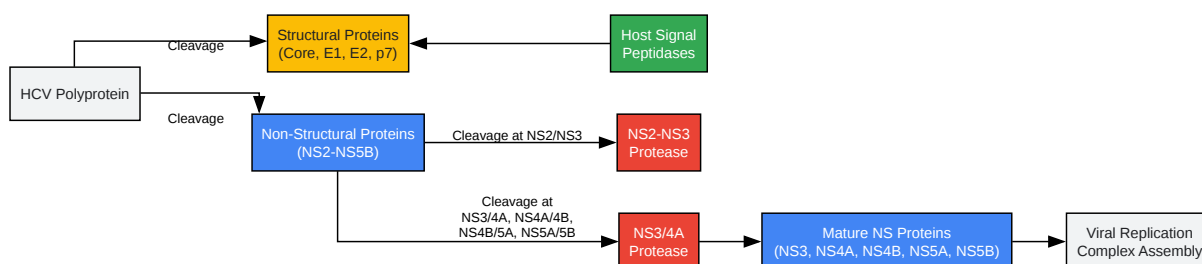 Structural Proteins
(Core, E1, E2, p7)
Host Signal
Peptidases
Cleavage
HCV Polyprotein
Cleavage
Non-Structural Proteins
(NS2-NS5B)
Cleavage at NS2/NS3
NS2-NS3
Protease
Cleavage at
NS3/4A, NS4A/4B,
NS4B/5A, NS5A/5B
NS3/4A
Protease
Mature NS Proteins
(NS3, NS4A, NS4B, NS5A, NS5B)
Viral Replication
Complex Assembly